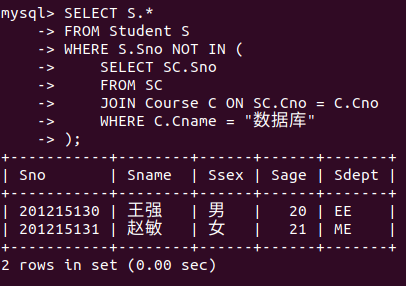 mysql> SELECT S.*
    -> FROM Student S
    -> WHERE S.Sno NOT IN (
    ->     SELECT SC.Sno
    ->     FROM SC
    ->     JOIN Course C ON SC.Cno = C.Cno
    ->     WHERE C.Cname = "数据库"
    -> );
+-----------+--------+------+------+-------+
| Sno       | Sname  | Ssex | Sage | Sdept |
+-----------+--------+------+------+-------+
| 201215130 | 王强 | 男 |   20 | EE    |
| 201215131 | 赵敏 | 女 |   21 | ME    |
+-----------+--------+------+------+-------+
2 rows in set (0.00 sec)